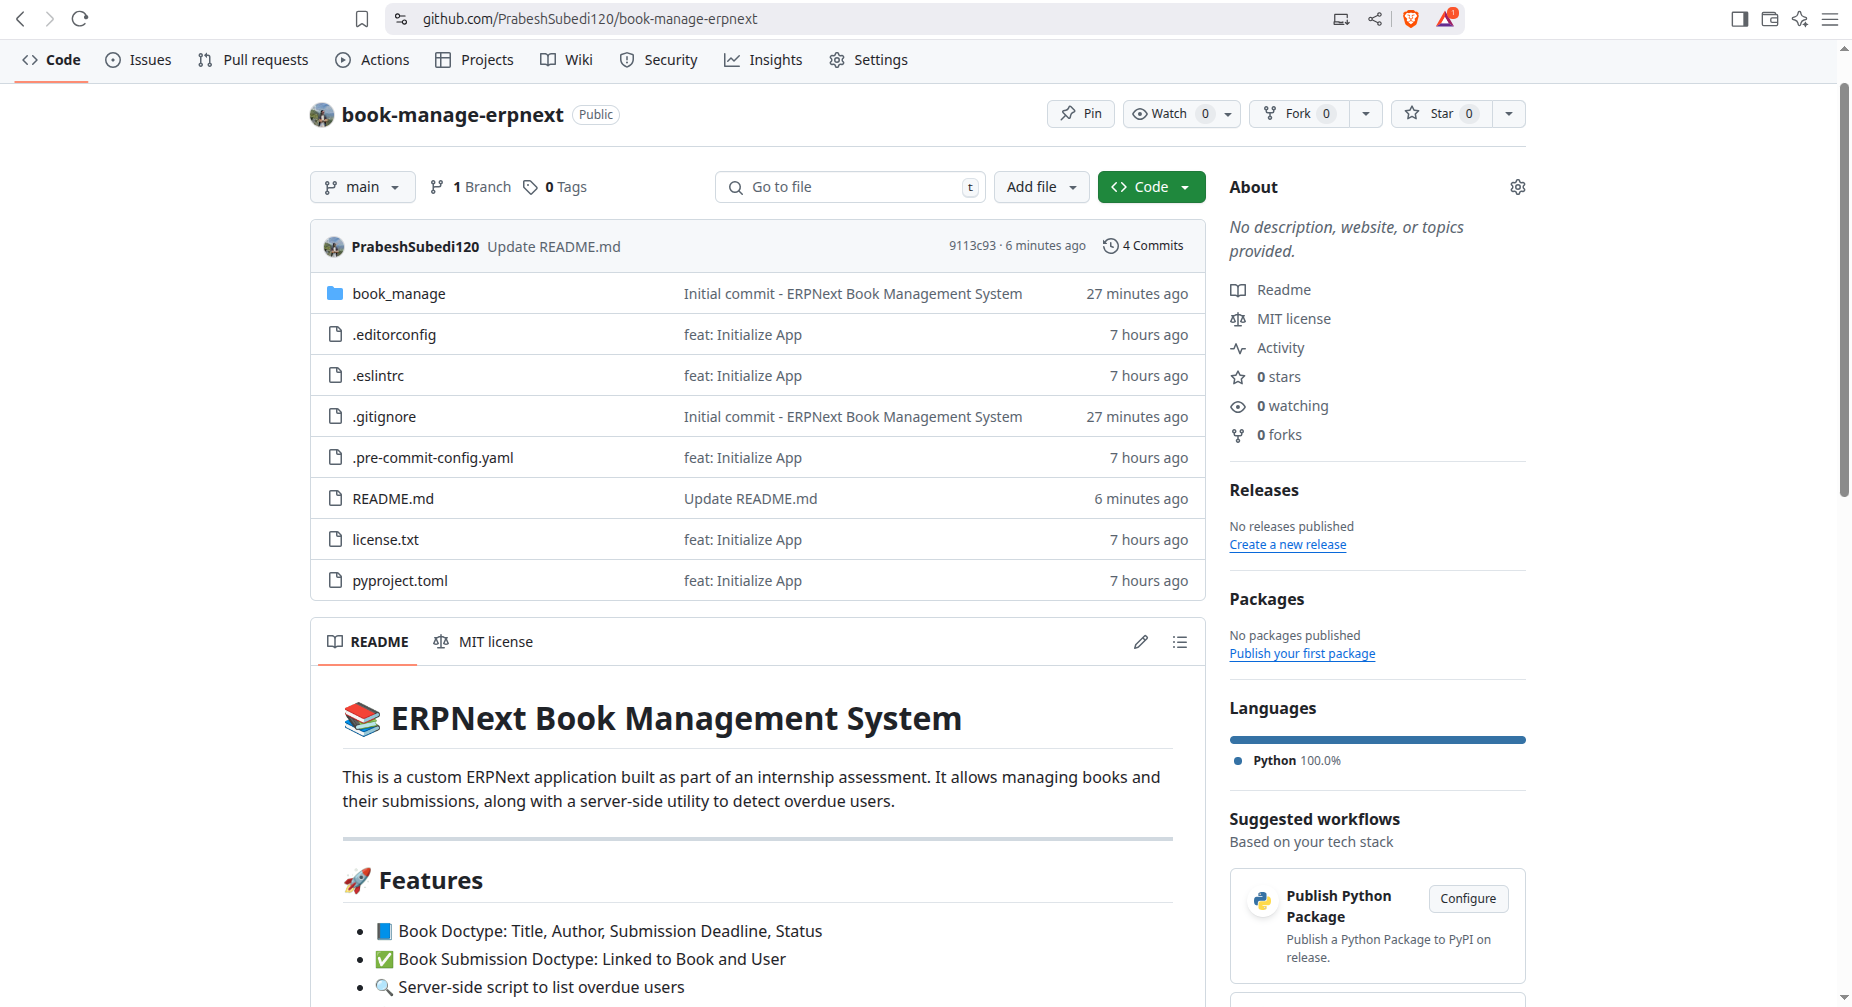 github.com/PrabeshSubedi120/book-manage-erpnext
1
Code Issues Pull requests Actions Projects Wiki Security Insights Settings
book-manage-erpnext Public
Pin Watch 0 Fork 0 Star 0
main 1 Branch 0 Tags Go to file t Add file Code
PrabeshSubedi120 Update README.md 9113c93 · 6 minutes ago 4 Commits
book_manage Initial commit - ERPNext Book Management System 27 minutes ago
.editorconfig feat: Initialize App 7 hours ago
.eslintrc feat: Initialize App 7 hours ago
.gitignore Initial commit - ERPNext Book Management System 27 minutes ago
.pre-commit-config.yaml feat: Initialize App 7 hours ago
README.md Update README.md 6 minutes ago
license.txt feat: Initialize App 7 hours ago
pyproject.toml feat: Initialize App 7 hours ago
README MIT license
📚 ERPNext Book Management System
This is a custom ERPNext application built as part of an internship assessment. It allows managing books and
their submissions, along with a server-side utility to detect overdue users.
🚀 Features
• 📘 Book Doctype: Title, Author, Submission Deadline, Status
• ✅ Book Submission Doctype: Linked to Book and User
• 🔍 Server-side script to list overdue users
About
No description, website, or topics
provided.
Readme
MIT license
Activity
0 stars
0 watching
0 forks
Releases
No releases published
Create a new release
Packages
No packages published
Publish your first package
Languages
Python 100.0%
Suggested workflows
Based on your tech stack
Publish Python
Package
Configure
Publish a Python Package to PyPI on
release.